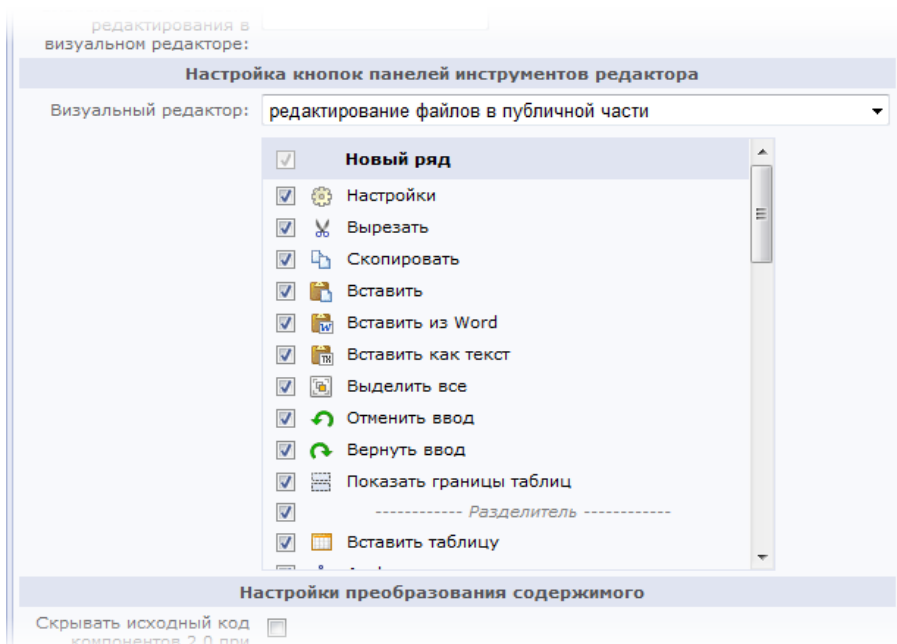 редактирования в
визуальном редакторе:
Настройка кнопок панелей инструментов редактора
Визуальный редактор: редактирование файлов в публичной части
Новый ряд
Настройки
Вырезать
Скопировать
Вставить
Вставить из Word
Вставить как текст
Выделить все
Отменить ввод
Вернуть ввод
Показать границы таблиц
------------ Разделитель ------------
Вставить таблицу
Настройки преобразования содержимого
Скрывать исходный код
компонентов 2.0 при